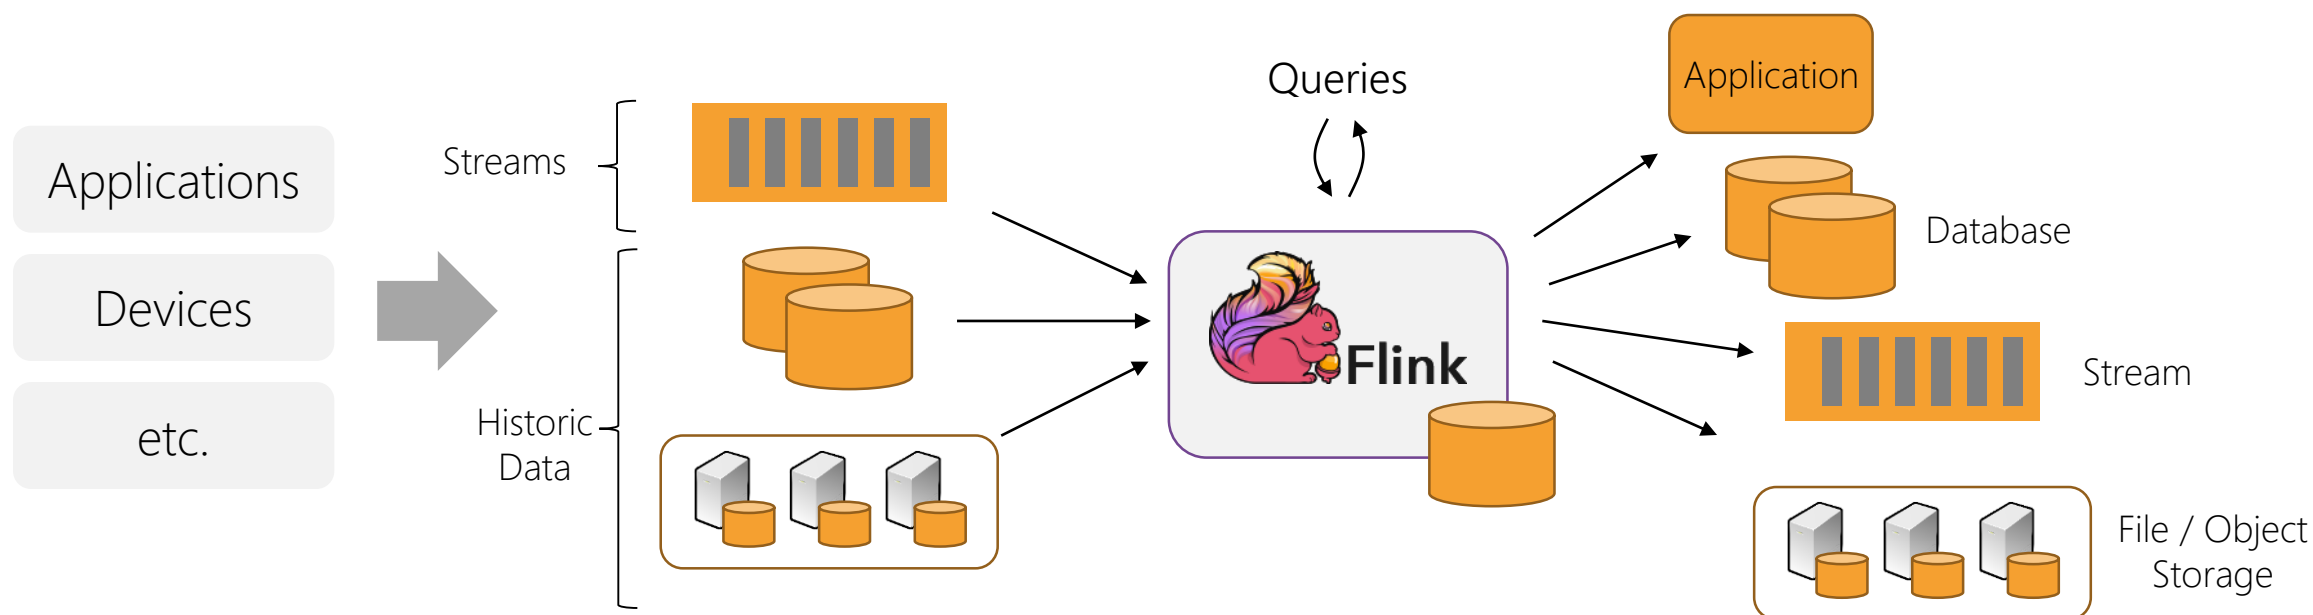 Applications
Devices
etc.
Streams
Historic
Data
Queries
Flink
Application
Database
Stream
File / Object
Storage